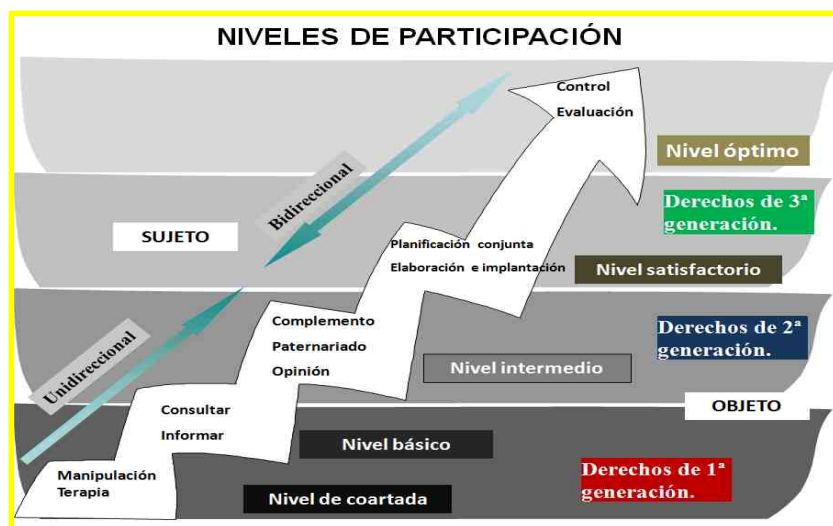 NIVELES DE PARTICIPACIÓN
Control
Evaluación
Nivel óptimo
Bidireccional
Derechos de 3ª
generación.
SUJETO
Planificación conjunta
Elaboración e implantación
Nivel satisfactorio
Unidireccional
Complemento
Paternariado
Opinión
Derechos de 2ª
generación.
Nivel intermedio
Consultar
Informar
OBJETO
Nivel básico
Manipulación
Terapia
Nivel de coartada
Derechos de 1ª
generación.